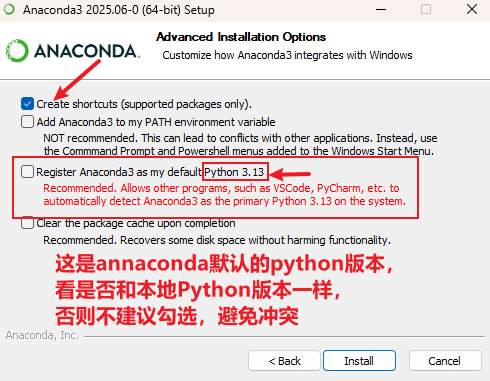 Anaconda3 2025.06-0 (64-bit) Setup
ANACONDA.
Advanced Installation Options
Customize how Anaconda3 integrates with Windows
Create shortcuts (supported packages only).
Add Anaconda3 to my PATH environment variable
NOT recommended. This can lead to conflicts with other applications. Instead, use
the Commmand Prompt and Powershell menus added to the Windows Start Menu.
Register Anaconda3 as my default Python 3.13
Recommended. Allows other programs, such as VSCode, PyCharm, etc. to
automatically detect Anaconda3 as the primary Python 3.13 on the system.
Clear the package cache upon completion
Recommended. Recovers some disk space without harming functionality.
这是annaconda默认的python版本,
看是否和本地Python版本一样,
否则不建议勾选，避免冲突
Anaconda, Inc.
< Back
Install
Cancel